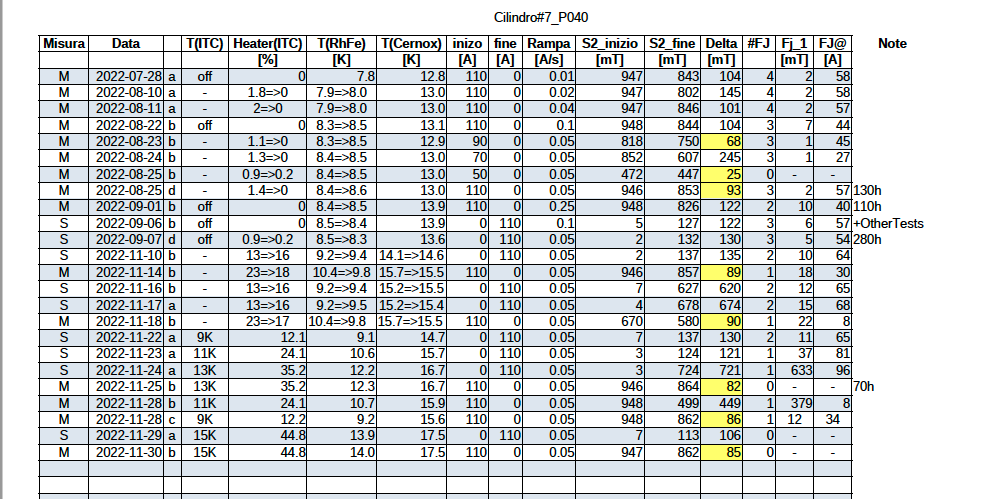 Cilindro#7_P040
Misura Data T(ITC) Heater(ITC) T(RhFe) T(Cernox) inizo fine Rampa S2_inizio S2_fine Delta #FJ Fj_1 FJ@ Note
[%] [K] [K] [A] [A] [A/s] [mT] [mT] [mT] [mT] [A]
M 2022-07-28 a off 0 7.8 12.8 110 0 0.01 947 843 104 4 2 58
M 2022-08-10 a - 1.8=>0 7.9=>8.0 13.0 110 0 0.02 947 802 145 4 2 58
M 2022-08-11 a - 2=>0 7.9=>8.0 13.0 110 0 0.04 947 846 101 4 2 57
M 2022-08-22 b off 0 8.3=>8.5 13.1 110 0 0.1 948 844 104 3 7 44
M 2022-08-23 b - 1.1=>0 8.3=>8.5 12.9 90 0 0.05 818 750 68 3 1 45
M 2022-08-24 b - 1.3=>0 8.4=>8.5 13.0 70 0 0.05 852 607 245 3 1 27
M 2022-08-25 b - 0.9=>0.2 8.4=>8.5 13.0 50 0 0.05 472 447 25 0 - -
M 2022-08-25 d - 1.4=>0 8.4=>8.6 13.0 110 0 0.05 946 853 93 3 2 57 130h
M 2022-09-01 b off 0 8.4=>8.5 13.9 110 0 0.25 948 826 122 2 10 40 110h
S 2022-09-06 b off 0 8.5=>8.4 13.9 0 110 0.1 5 127 122 3 6 57 +OtherTests
S 2022-09-07 d off 0.9=>0.2 8.5=>8.3 13.6 0 110 0.05 2 132 130 3 5 54 280h
S 2022-11-10 b - 13=>16 9.2=>9.4 14.1=>14.6 0 110 0.05 2 137 135 2 10 64
M 2022-11-14 b - 23=>18 10.4=>9.8 15.7=>15.5 110 0 0.05 946 857 89 1 18 30
S 2022-11-16 b - 13=>16 9.2=>9.4 15.2=>15.5 0 110 0.05 7 627 620 2 12 65
S 2022-11-17 a - 13=>16 9.2=>9.5 15.2=>15.4 0 110 0.05 4 678 674 2 15 68
M 2022-11-18 b - 23=>17 10.4=>9.8 15.7=>15.5 110 0 0.05 670 580 90 1 22 8
S 2022-11-22 a 9K 12.1 9.1 14.7 0 110 0.05 7 137 130 2 11 65
S 2022-11-23 a 11K 24.1 10.6 15.7 0 110 0.05 3 124 121 1 37 81
S 2022-11-24 a 13K 35.2 12.2 16.7 0 110 0.05 3 724 721 1 633 96
M 2022-11-25 b 13K 35.2 12.3 16.7 110 0 0.05 946 864 82 0 - - 70h
M 2022-11-28 b 11K 24.1 10.7 15.9 110 0 0.05 948 499 449 1 379 8
M 2022-11-28 c 9K 12.2 9.2 15.6 110 0 0.05 948 862 86 1 12 34
S 2022-11-29 a 15K 44.8 13.9 17.5 0 110 0.05 7 113 106 0 - -
M 2022-11-30 b 15K 44.8 14.0 17.5 110 0 0.05 947 862 85 0 - -